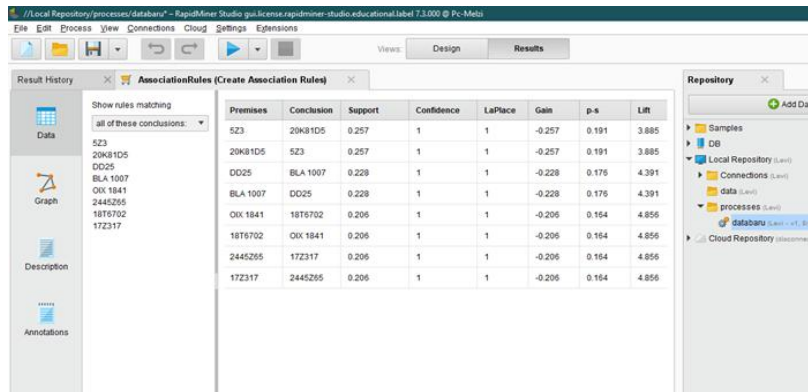 //Local Repository/processes/databaru* – RapidMiner Studio gui.license.rapidminer-studio.educational.label 7.3.000 @ Pc-Melzi
File Edit Process View Connections Cloud Settings Extensions
Views: Design Results
Result History AssociationRules (Create Association Rules)
Repository
Add Da
Data
Graph
Description
Annotations
Show rules matching
all of these conclusions:
5Z3
20K81D5
DD25
BLA 1007
OIX 1841
2445Z65
18T6702
17Z317
Premises Conclusion Support Confidence LaPlace Gain p-s Lift
5Z3 20K81D5 0.257 1 1 -0.257 0.191 3.885
20K81D5 5Z3 0.257 1 1 -0.257 0.191 3.885
DD25 BLA 1007 0.228 1 1 -0.228 0.176 4.391
BLA 1007 DD25 0.228 1 1 -0.228 0.176 4.391
OIX 1841 18T6702 0.206 1 1 -0.206 0.164 4.856
18T6702 OIX 1841 0.206 1 1 -0.206 0.164 4.856
2445Z65 17Z317 0.206 1 1 -0.206 0.164 4.856
17Z317 2445Z65 0.206 1 1 -0.206 0.164 4.856
Samples
DB
Local Repository (Levi)
Connections (Levi)
data (Levi)
processes (Levi)
databaru (Levi – v1,
Cloud Repository (disconne